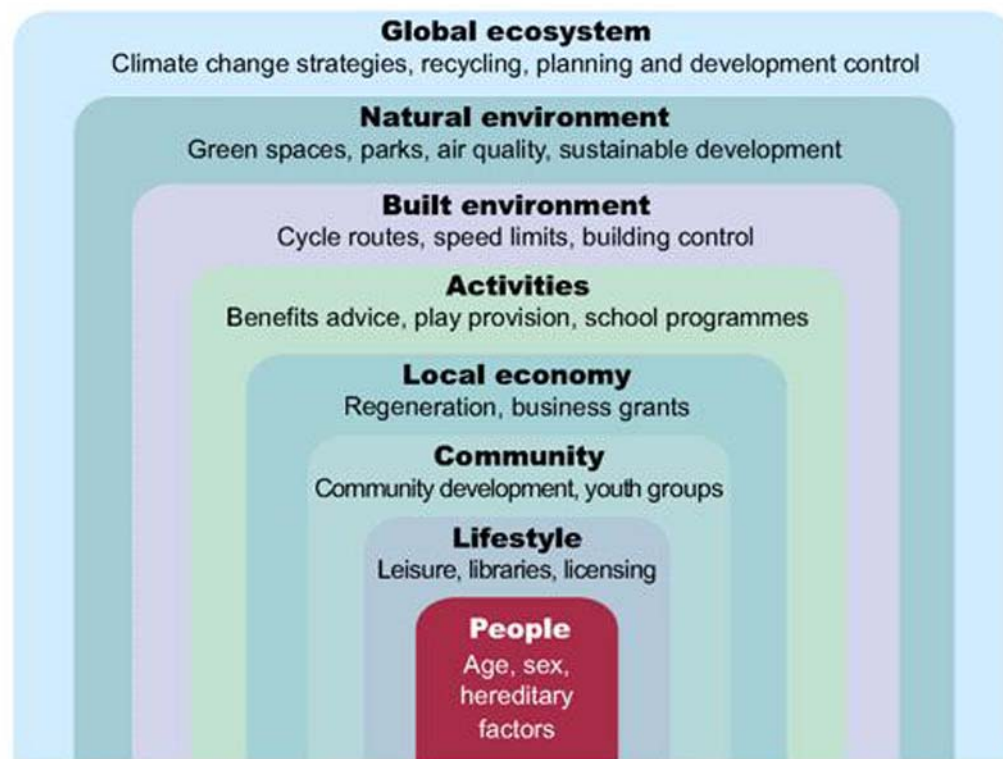 Global ecosystem
Climate change strategies, recycling, planning and development control
Natural environment
Green spaces, parks, air quality, sustainable development
Built environment
Cycle routes, speed limits, building control
Activities
Benefits advice, play provision, school programmes
Local economy
Regeneration, business grants
Community
Community development, youth groups
Lifestyle
Leisure, libraries, licensing
People
Age, sex,
hereditary
factors